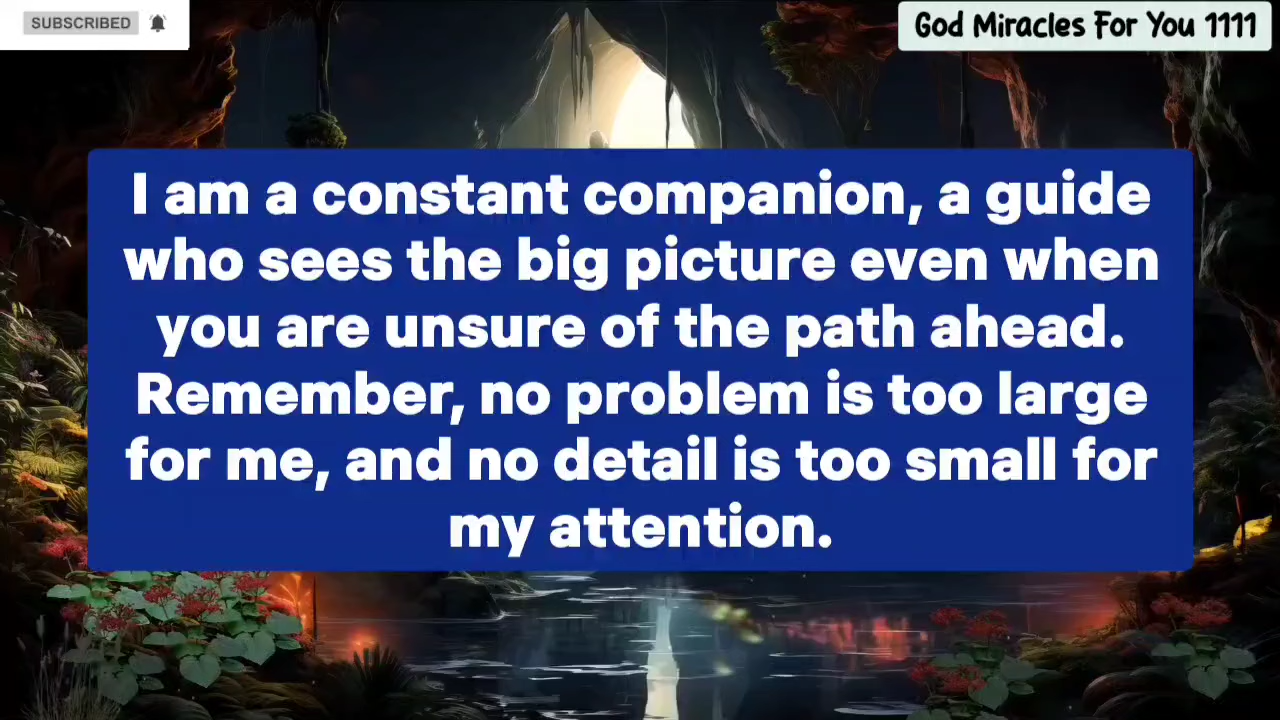 SUBSCRIBED
God Miracles For You 1111
I am a constant companion, a guide
who sees the big picture even when
you are unsure of the path ahead.
Remember, no problem is too large
for me, and no detail is too small for
my attention.